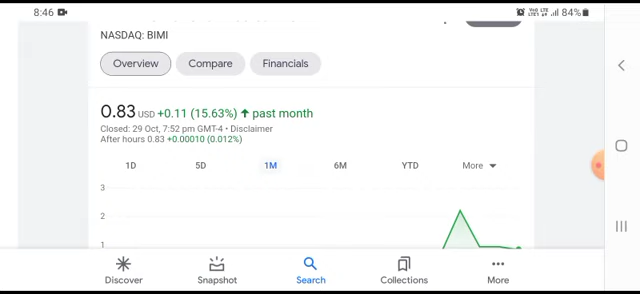 8:46 84%
NASDAQ: BIMI
Overview Compare Financials
0.83 USD +0.11 (15.63%) ↑ past month
Closed: 29 Oct, 7:52 pm GMT-4 • Disclaimer
After hours 0.83 +0.00010 (0.012%)
1D 5D 1M 6M YTD More
3
2
1
Discover Snapshot Search Collections More